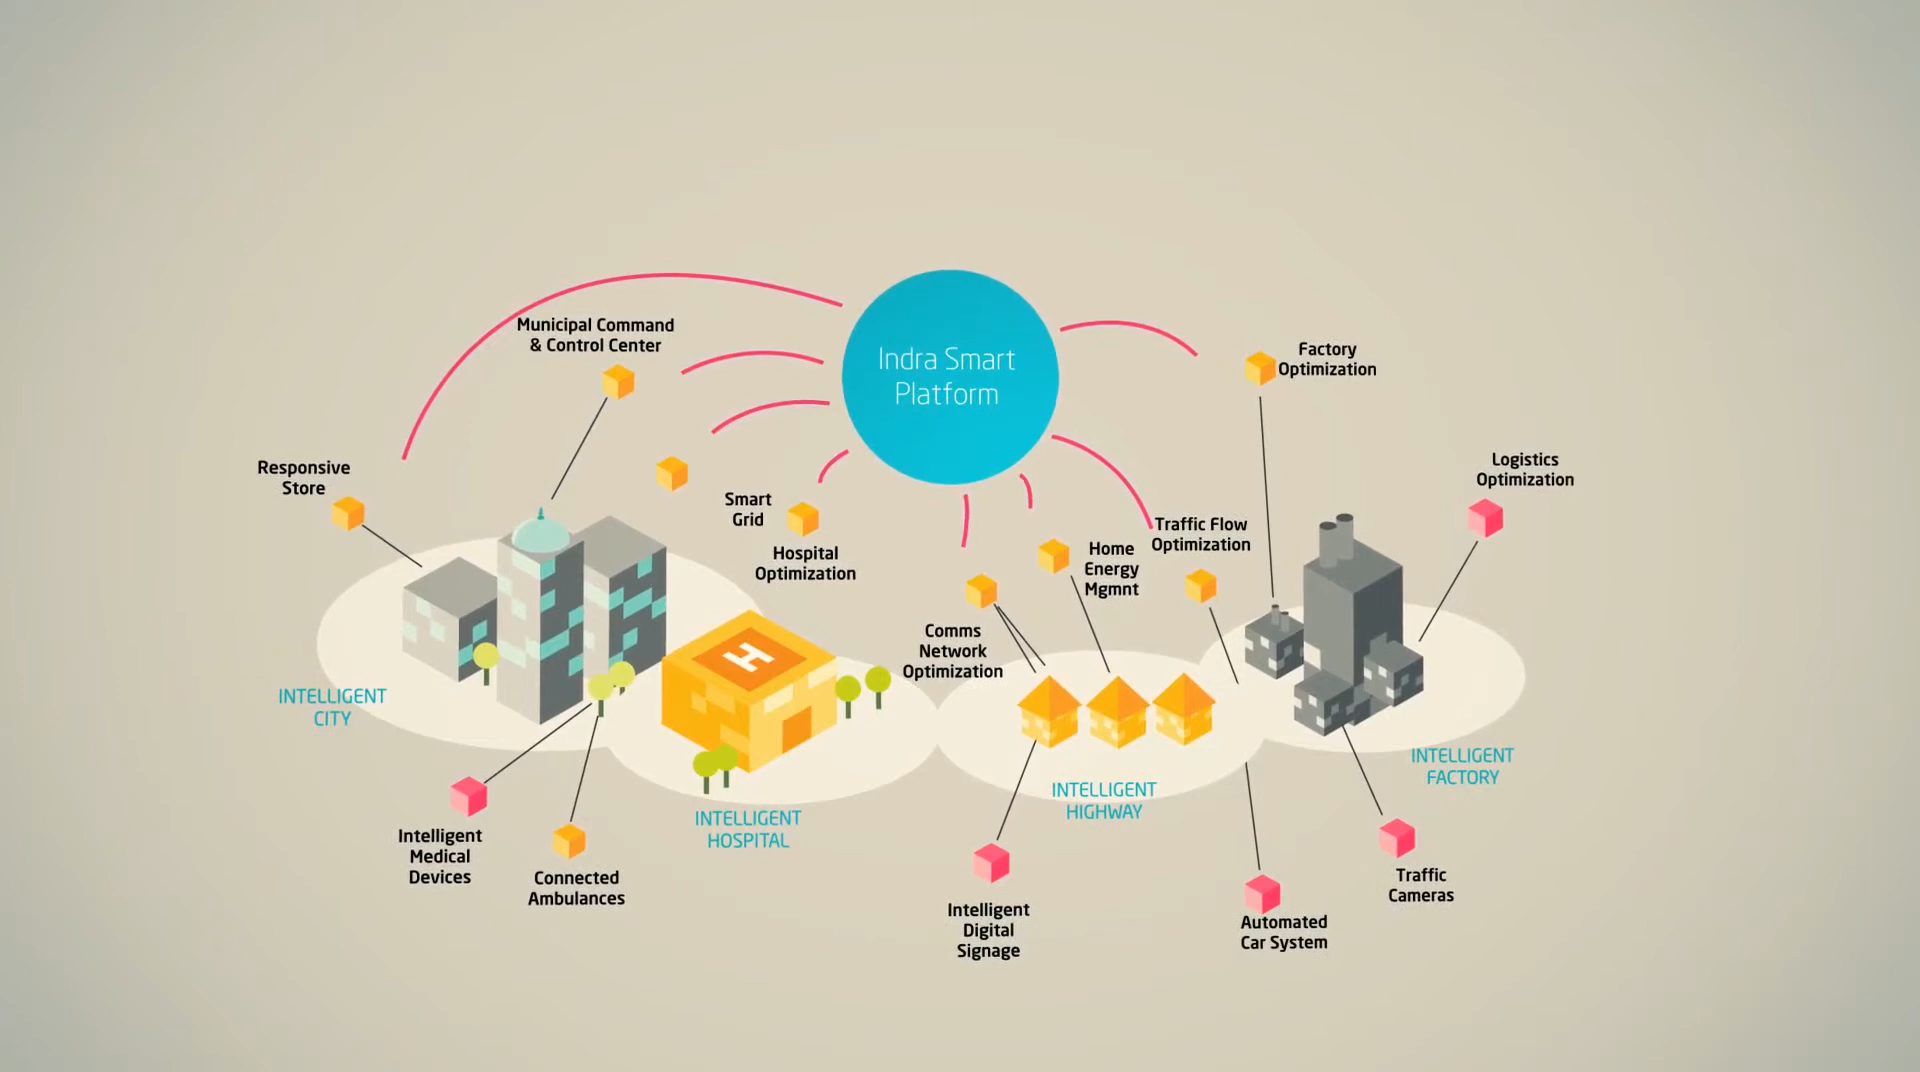 Indra Smart
Platform
Municipal Command
& Control Center
Factory
Optimization
Responsive
Store
Logistics
Optimization
Smart
Grid
Hospital
Optimization
Traffic Flow
Optimization
Home
Energy
Mgmnt
Comms
Network
Optimization
INTELLIGENT
CITY
INTELLIGENT
FACTORY
INTELLIGENT
HIGHWAY
INTELLIGENT
HOSPITAL
H
Intelligent
Medical
Devices
Connected
Ambulances
Intelligent
Digital
Signage
Automated
Car System
Traffic
Cameras